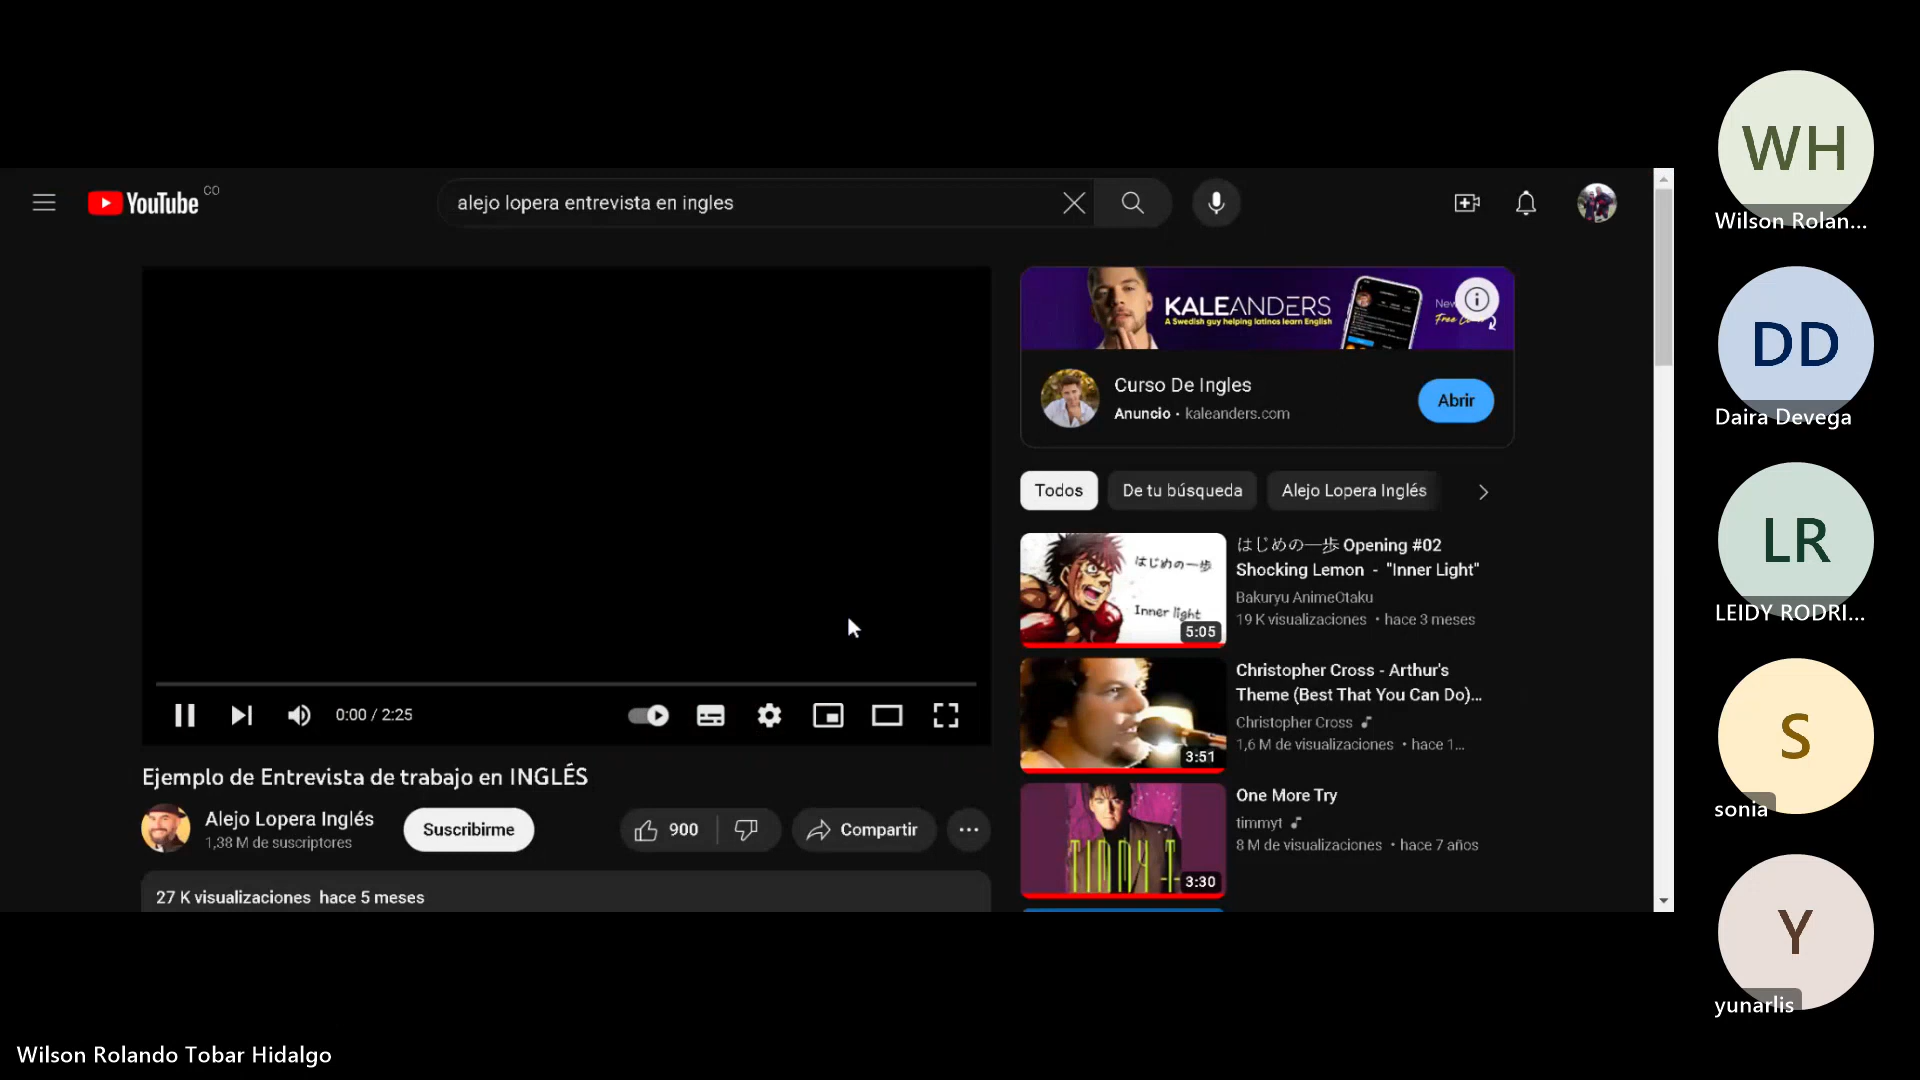 YouTube CO
alejo lopera entrevista en ingles
KALEANDERS
A Swedish guy helping latinos learn English
New
Curso De Ingles
Anuncio • kaleanders.com
Abrir
Todos
De tu búsqueda
Alejo Lopera Inglés
はじめの一歩
Inner light
5:05
はじめの一歩 Opening #02
Shocking Lemon - "Inner Light"
Bakuryu AnimeOtaku
19 K visualizaciones • hace 3 meses
3:51
Christopher Cross - Arthur's
Theme (Best That You Can Do)...
Christopher Cross
1,6 M de visualizaciones • hace 1...
TIMMY -T-
3:30
One More Try
timmyt
8 M de visualizaciones • hace 7 años
0:00 / 2:25
Ejemplo de Entrevista de trabajo en INGLÉS
Alejo Lopera Inglés
1,38 M de suscriptores
Suscribirme
900
Compartir
27 K visualizaciones hace 5 meses
WH
Wilson Rolan...
DD
Daira Devega
LR
LEIDY RODRI...
S
sonia
Y
yunarlis
Wilson Rolando Tobar Hidalgo